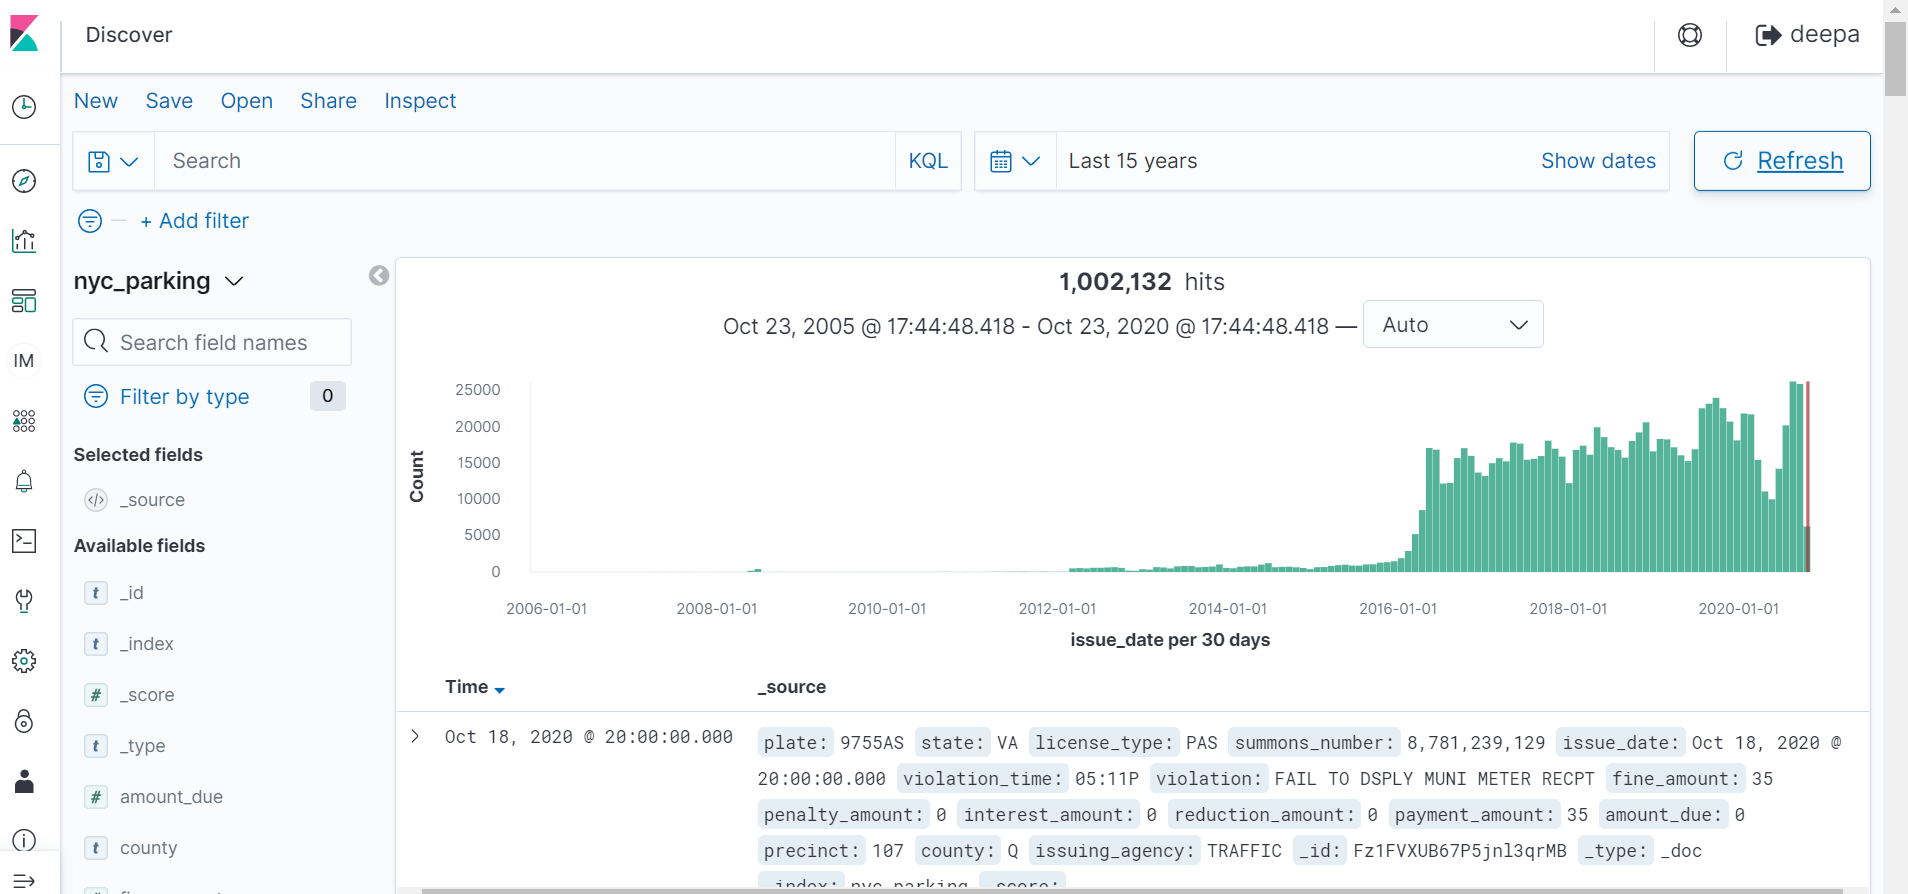 Discover
deepa
New Save Open Share Inspect
Search
KQL
Last 15 years
Show dates
Refresh
+ Add filter
nyc_parking
Search field names
Filter by type
0
Selected fields
_source
Available fields
_id
_index
_score
_type
amount_due
county
IM
1,002,132 hits
Oct 23, 2005 @ 17:44:48.418 - Oct 23, 2020 @ 17:44:48.418 —
Auto
Count
25000
20000
15000
10000
5000
0
2006-01-01 2008-01-01 2010-01-01 2012-01-01 2014-01-01 2016-01-01 2018-01-01 2020-01-01
issue_date per 30 days
Time _source
Oct 18, 2020 @ 20:00:00.000
plate: 9755AS state: VA license_type: PAS summons_number: 8,781,239,129 issue_date: Oct 18, 2020 @
20:00:00.000 violation_time: 05:11P violation: FAIL TO DSPLY MUNI METER RECPT fine_amount: 35
penalty_amount: 0 interest_amount: 0 reduction_amount: 0 payment_amount: 35 amount_due: 0
precinct: 107 county: Q issuing_agency: TRAFFIC _id: Fz1FVXUB67P5jnl3qrMB _type: _doc
_index: nyc_parking _score: